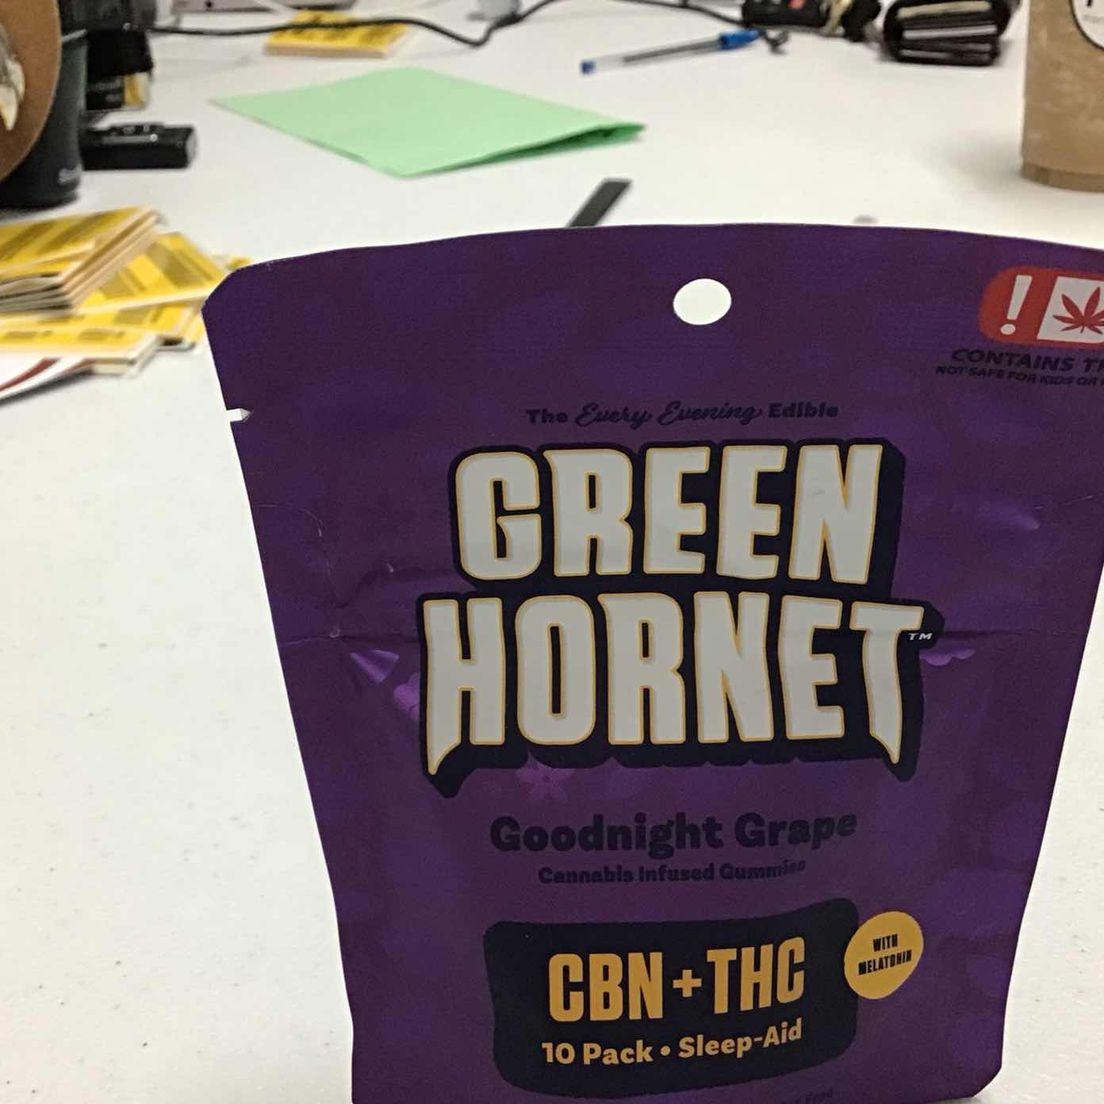 !
CONTAINS
NOT SAFE FOR KIDS OR
The Every Evening Edible
GREEN
HORNET™
Goodnight Grape
Cannabis Infused Gummies
CBN+THC
WITH
MELATONIN
10 Pack • Sleep-Aid